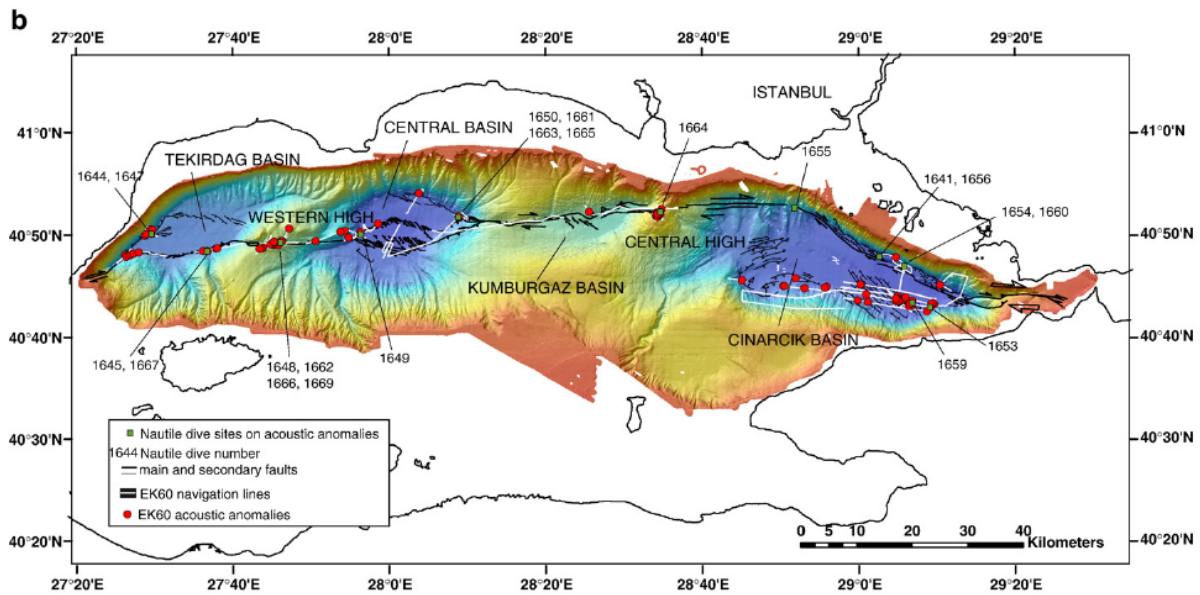 b
27°20'E 27°40'E 28°0'E 28°20'E 28°40'E 29°0'E 29°20'E
ISTANBUL
41°0'N 41°0'N
1650, 1661
1663, 1665
1664
CENTRAL BASIN
1655
TEKIRDAG BASIN
1644, 1647
1641, 1656
1654, 1660
WESTERN HIGH
40°50'N 40°50'N
CENTRAL HIGH
KUMBURGAZ BASIN
CINARCIK BASIN
40°40'N 40°40'N
1645, 1667
1648, 1662
1666, 1669
1649
1653
1659
40°30'N 40°30'N
Nautile dive sites on acoustic anomalies
1644 Nautile dive number
main and secondary faults
EK60 navigation lines
EK60 acoustic anomalies
0 5 10 20 30 40
Kilometers
40°20'N 40°20'N
27°20'E 27°40'E 28°0'E 28°20'E 28°40'E 29°0'E 29°20'E